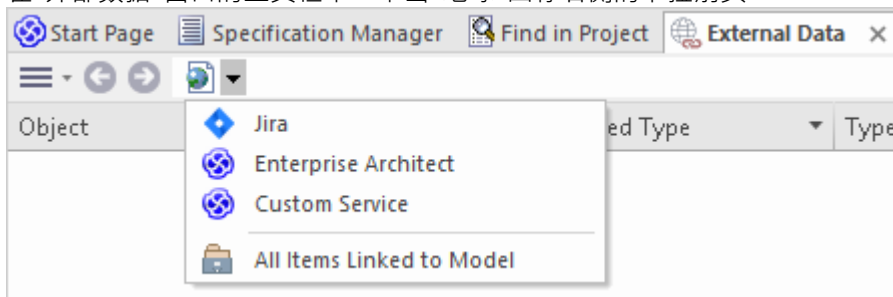 Start Page Specification Manager Find in Project External Data
Object ed Type Type
Jira
Enterprise Architect
Custom Service
All Items Linked to Model